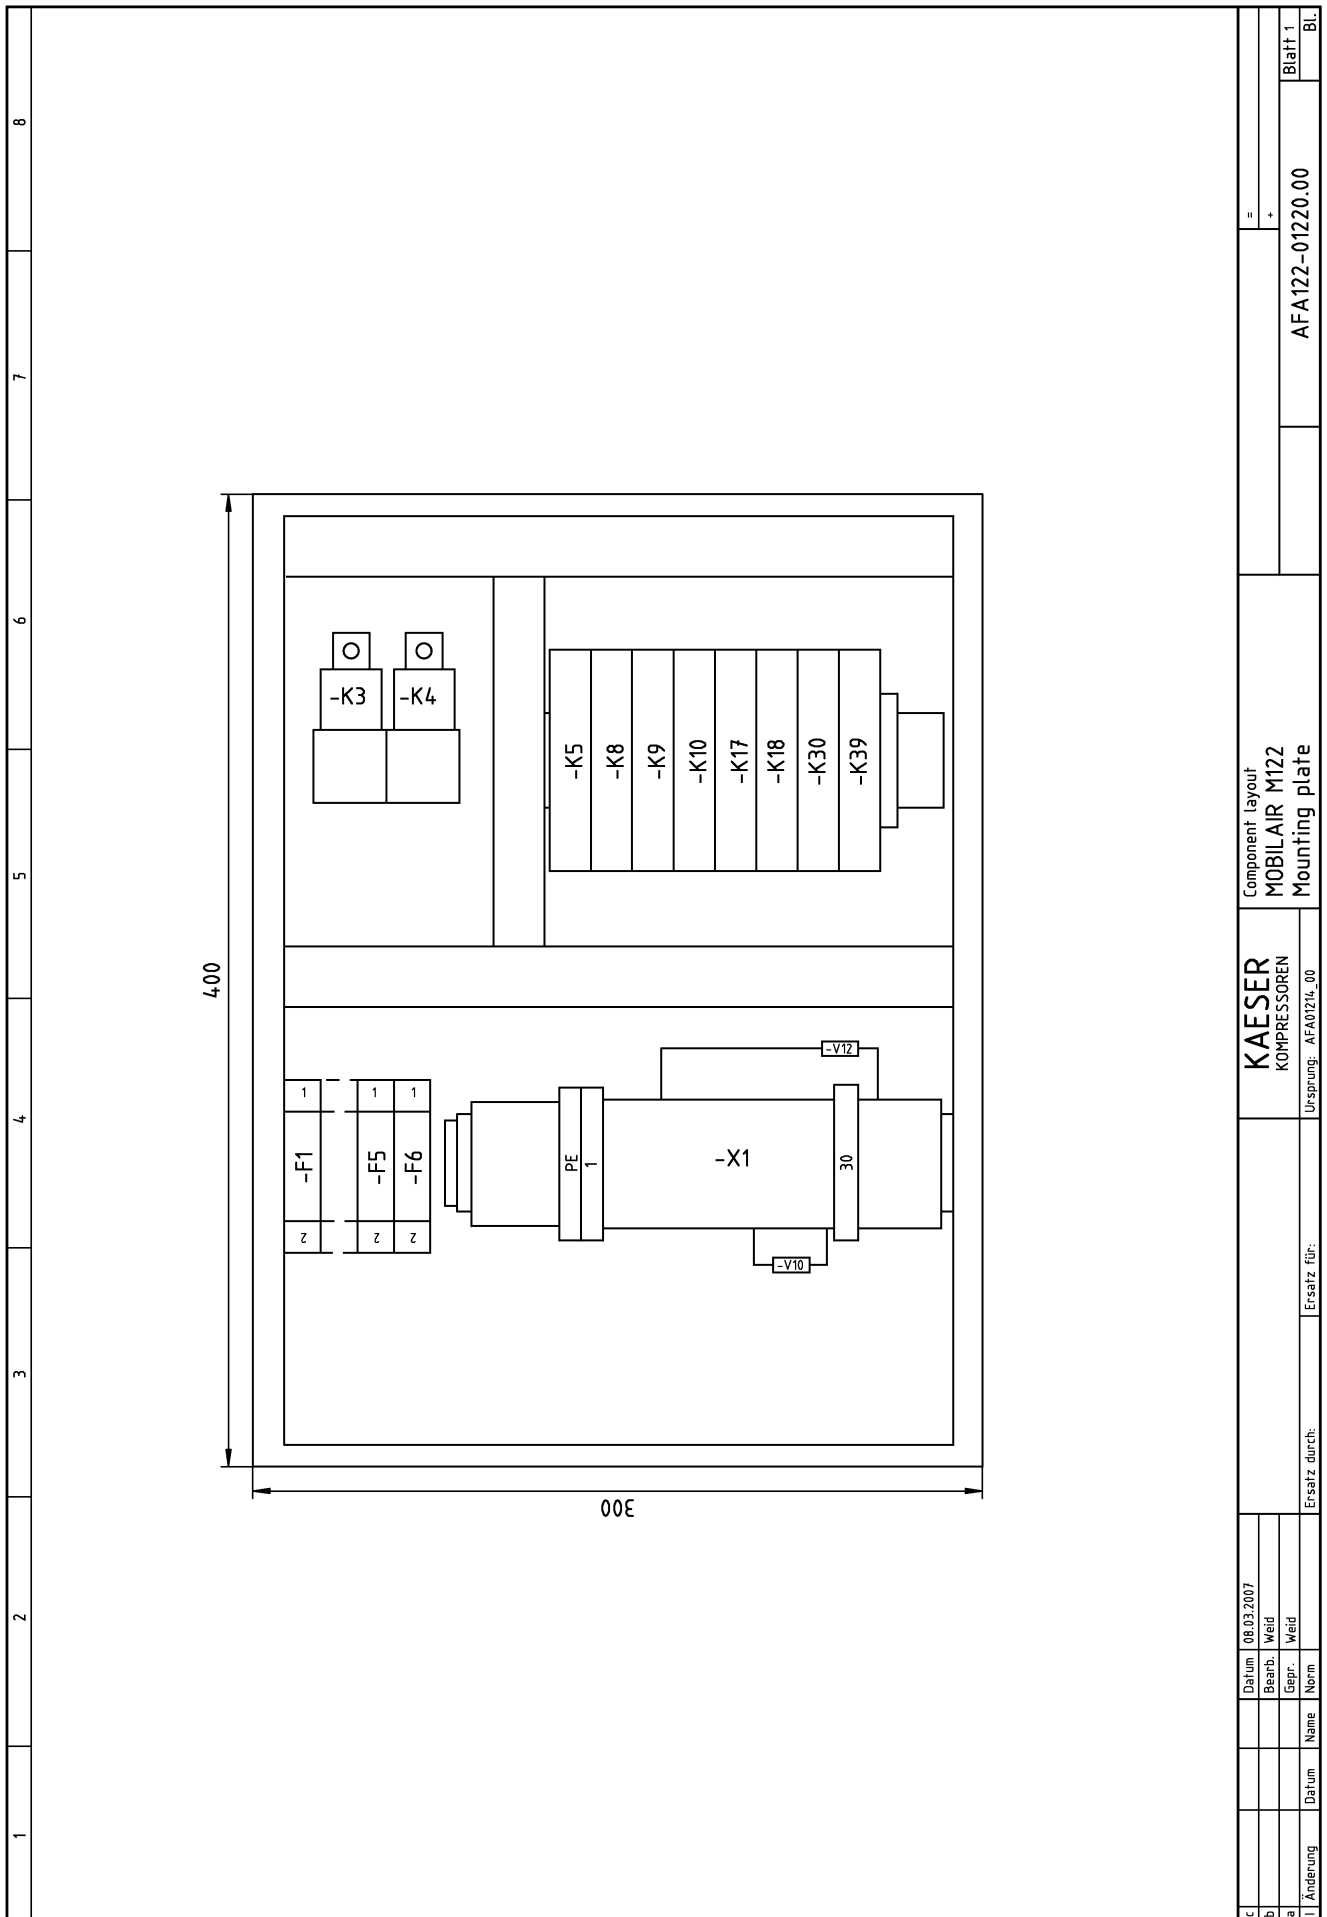 1
2
3
4
5
6
7
8
400
300
-K3
-K4
-K5
-K8
-K9
-K10
-K17
-K18
-K30
-K39
1
-F1
2
1
-F5
2
1
-F6
2
PE
1
-X1
30
-V12
-V10
c
b
a
Änderung
Datum
Name
Datum 08.03.2007
Bearb. Weid
Gepr. Weid
Norm
Ersatz durch:
Ersatz für:
KAESER
KOMPRESSOREN
Ursprung: AFA01214_00
Component layout
MOBILAIR M122
Mounting plate
=
+
AFA122-01220.00
Blatt 1
Bl.